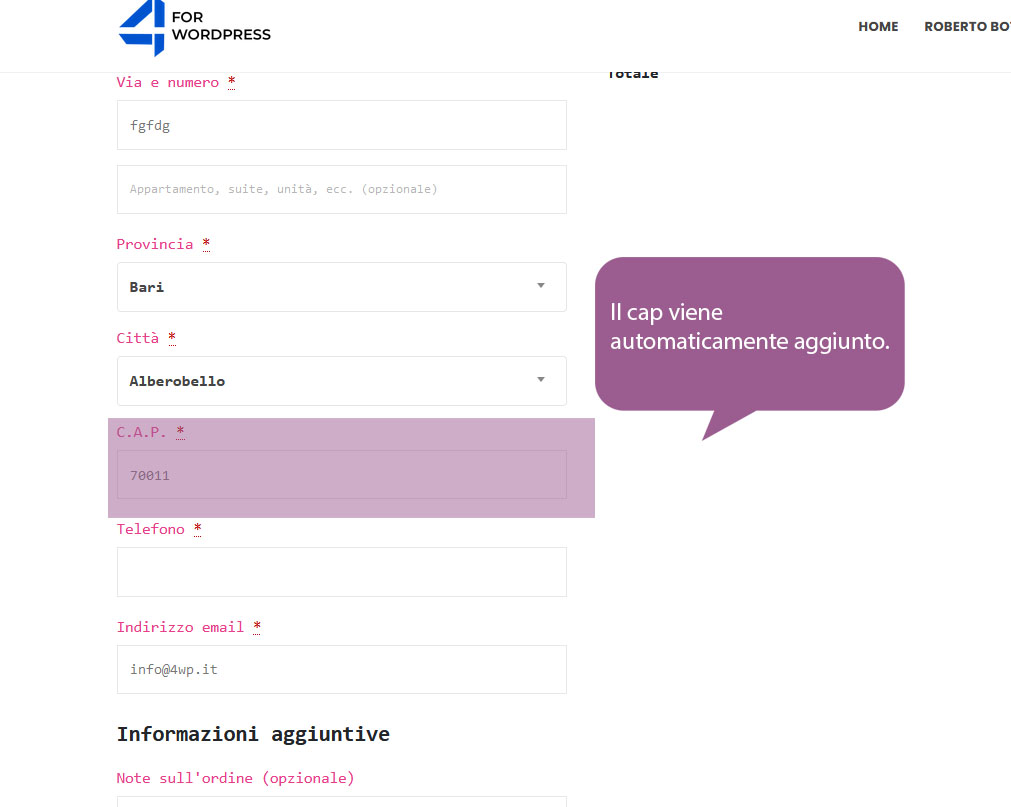 FOR
WORDPRESS
HOME
ROBERTO BO
Totale
Via e numero *
fgfdg
Appartamento, suite, unità, ecc. (opzionale)
Provincia *
Bari
Città *
Alberobello
C.A.P. *
70011
Il cap viene
automaticamente aggiunto.
Telefono *
Indirizzo email *
info@4wp.it
Informazioni aggiuntive
Note sull'ordine (opzionale)